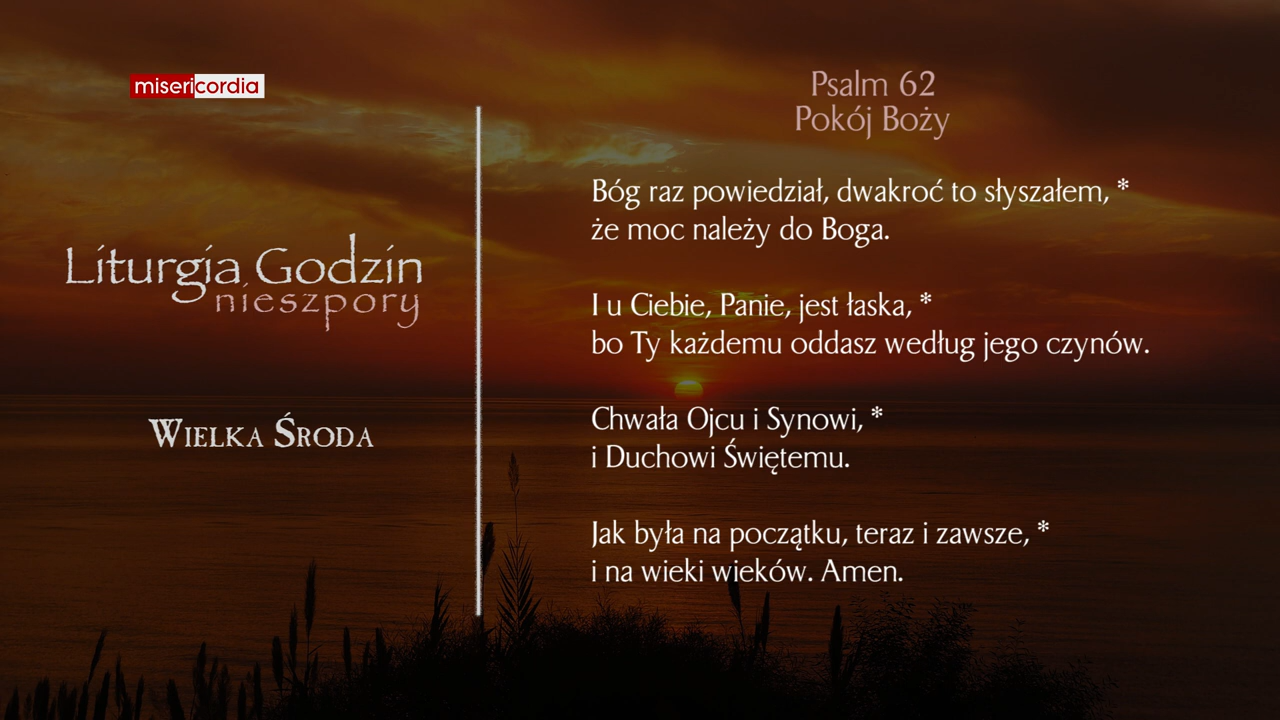 misericordia
Liturgia Godzin
nieszpory
Wielka Środa
Psalm 62
Pokój Boży
Bóg raz powiedział, dwakroć to słyszałem, *
że moc należy do Boga.
I u Ciebie, Panie, jest łaska, *
bo Ty każdemu oddasz według jego czynów.
Chwała Ojcu i Synowi, *
i Duchowi Świętemu.
Jak była na początku, teraz i zawsze, *
i na wieki wieków. Amen.